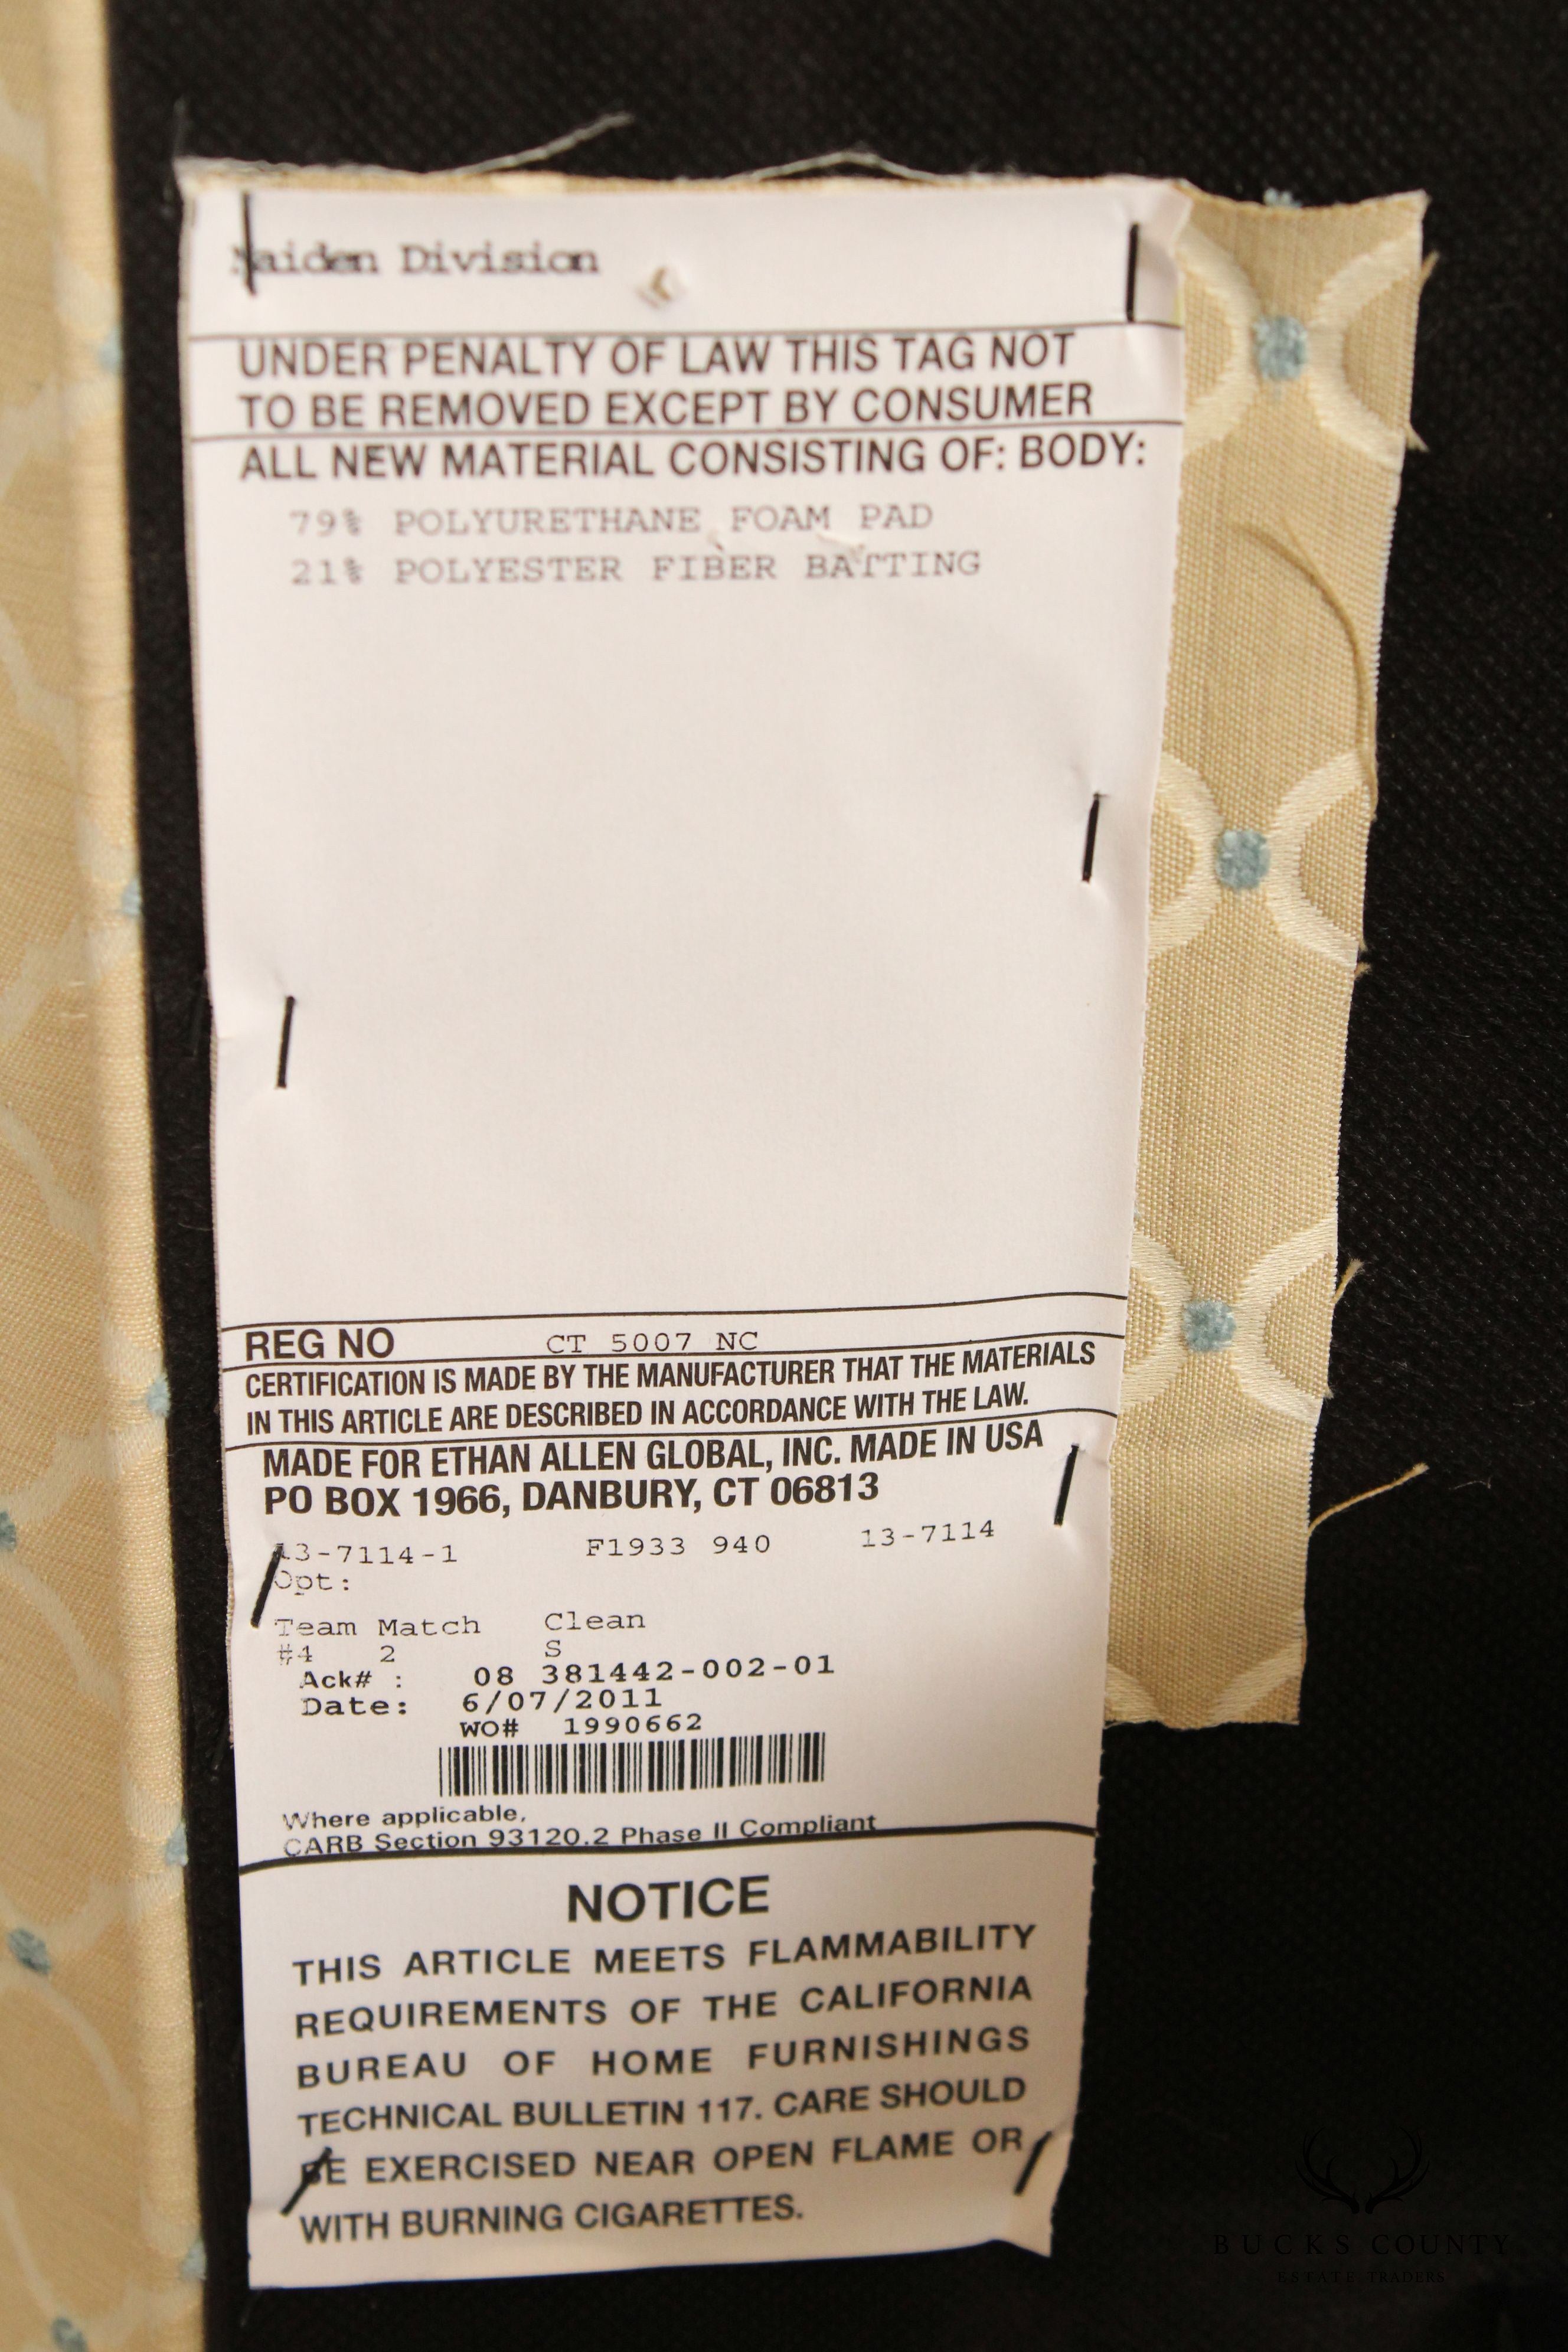 Maiden Division
UNDER PENALTY OF LAW THIS TAG NOT
TO BE REMOVED EXCEPT BY CONSUMER
ALL NEW MATERIAL CONSISTING OF: BODY:
79% POLYURETHANE FOAM PAD
21% POLYESTER FIBER BATTING
REG NO CT 5007 NC
CERTIFICATION IS MADE BY THE MANUFACTURER THAT THE MATERIALS
IN THIS ARTICLE ARE DESCRIBED IN ACCORDANCE WITH THE LAW.
MADE FOR ETHAN ALLEN GLOBAL, INC. MADE IN USA
PO BOX 1966, DANBURY, CT 06813
13-7114-1 F1933 940 13-7114
Opt:
Team Match Clean
#4 2 S
Ack# : 08 381442-002-01
Date: 6/07/2011
WO# 1990662
Where applicable,
CARB Section 93120.2 Phase II Compliant
NOTICE
THIS ARTICLE MEETS FLAMMABILITY
REQUIREMENTS OF THE CALIFORNIA
BUREAU OF HOME FURNISHINGS
TECHNICAL BULLETIN 117. CARE SHOULD
BE EXERCISED NEAR OPEN FLAME OR
WITH BURNING CIGARETTES.
BUCKS COUNTY
ESTATE TRADERS